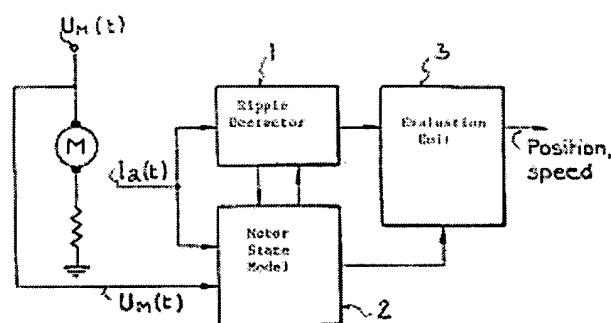 U_M(t)
1
3
Ripple
Detector
Evaluation
Unit
M
Ia(t)
Position,
speed
Motor
State
Model
U_M(t)
2